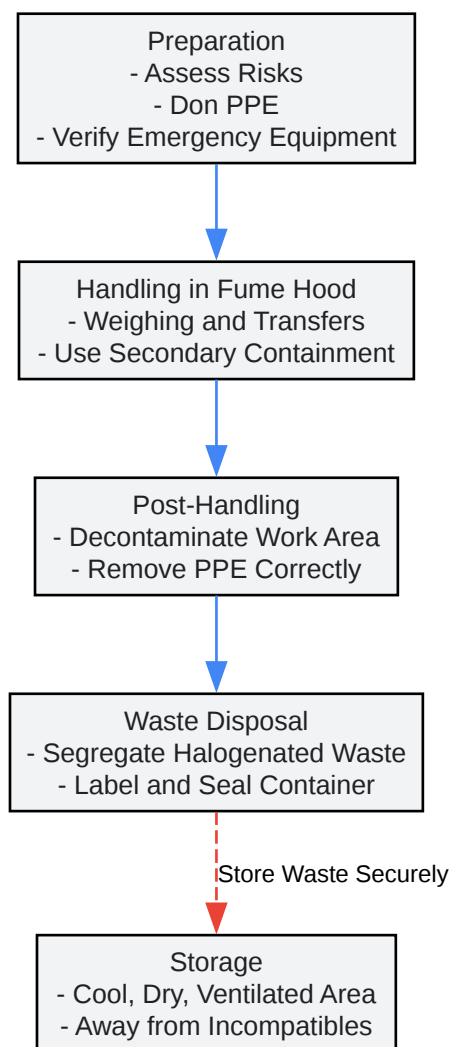 Preparation
- Assess Risks
- Don PPE
- Verify Emergency Equipment
Handling in Fume Hood
- Weighing and Transfers
- Use Secondary Containment
Post-Handling
- Decontaminate Work Area
- Remove PPE Correctly
Waste Disposal
- Segregate Halogenated Waste
- Label and Seal Container
Store Waste Securely
Storage
- Cool, Dry, Ventilated Area
- Away from Incompatibles